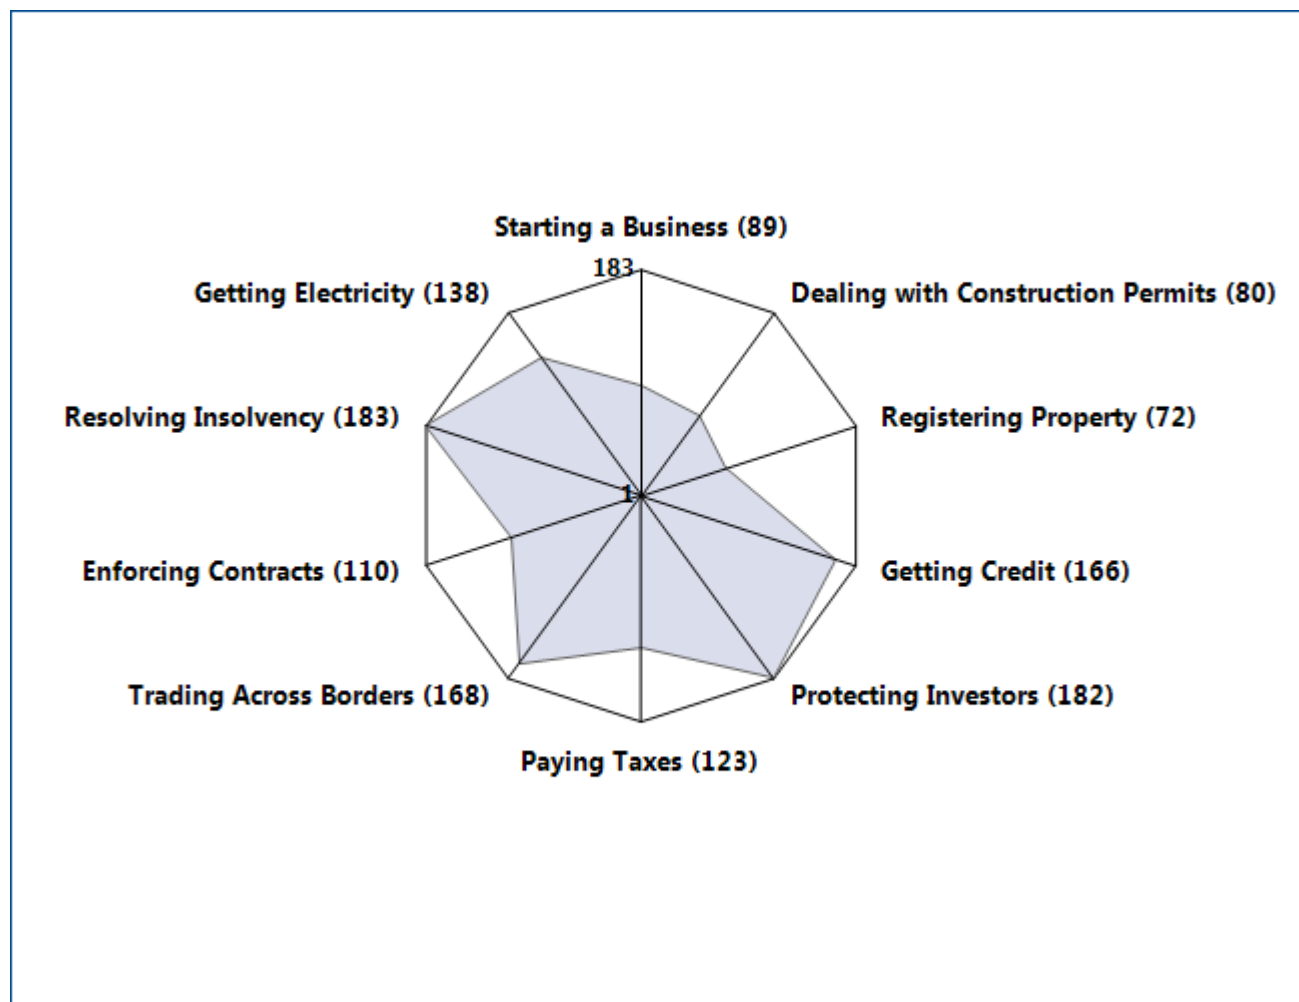 Starting a Business (89)
183
Getting Electricity (138)
Dealing with Construction Permits (80)
Resolving Insolvency (183)
Registering Property (72)
1
Enforcing Contracts (110)
Getting Credit (166)
Trading Across Borders (168)
Protecting Investors (182)
Paying Taxes (123)